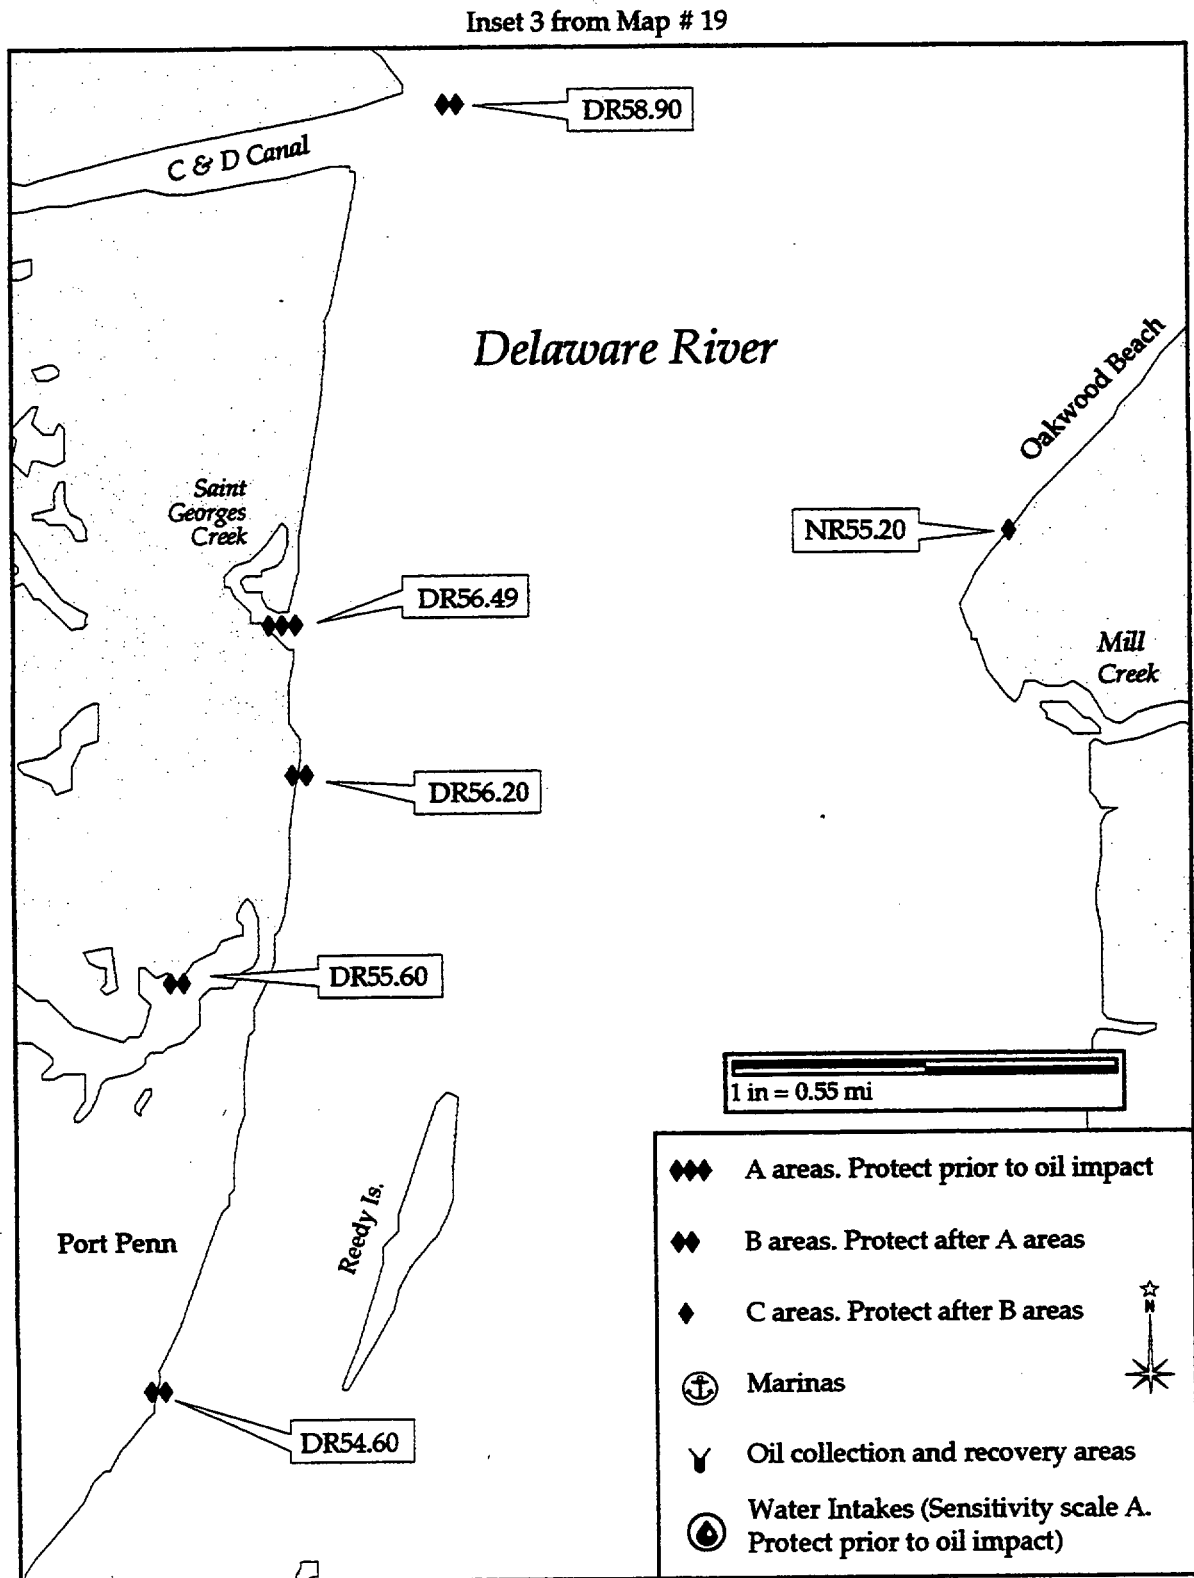 Inset 3 from Map # 19
DR58.90
C & D Canal
Delaware River
Oakwood Beach
Saint
Georges
Creek
NR55.20
DR56.49
Mill
Creek
DR56.20
DR55.60
1 in = 0.55 mi
A areas. Protect prior to oil impact
Reedy Is.
Port Penn
B areas. Protect after A areas
N
C areas. Protect after B areas
Marinas
DR54.60
Oil collection and recovery areas
Water Intakes (Sensitivity scale A.
Protect prior to oil impact)